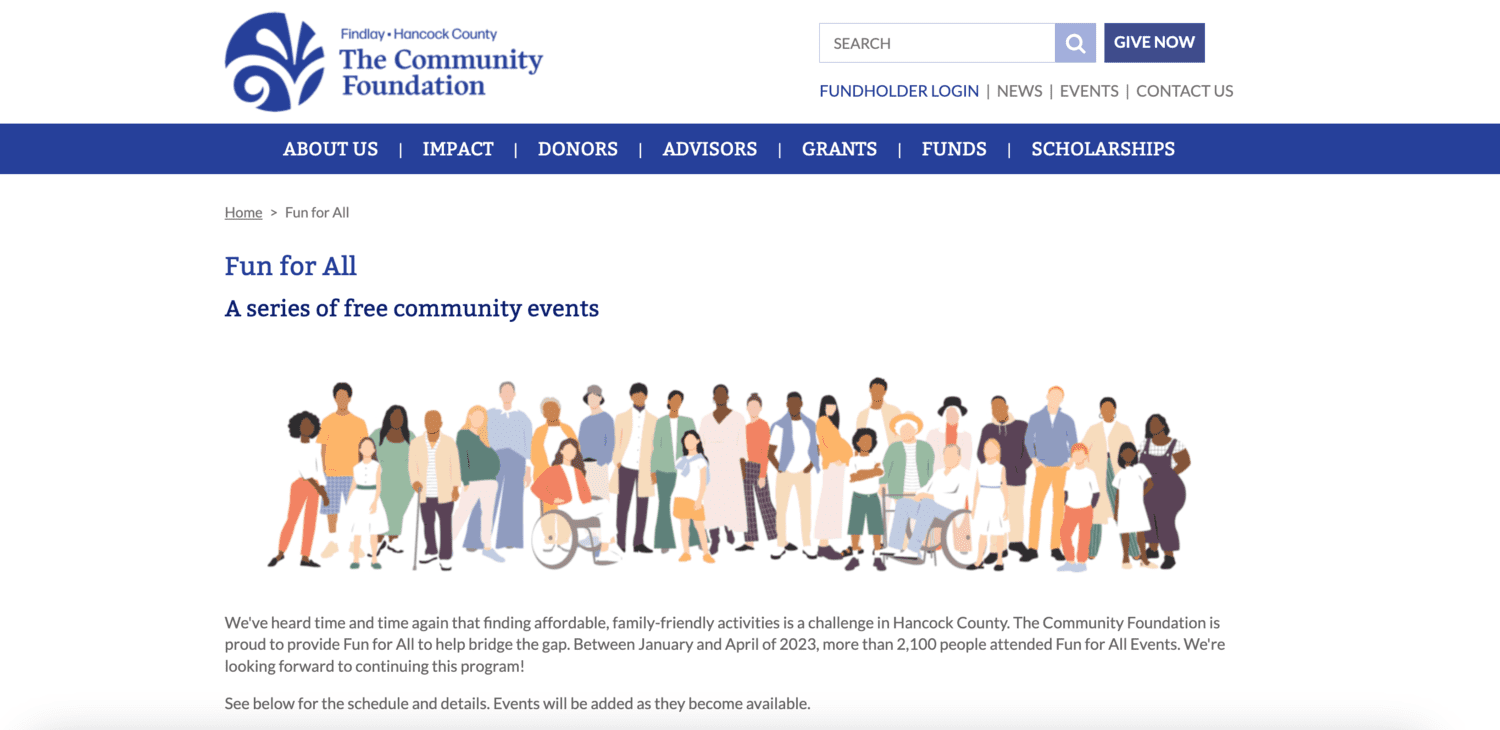 Findlay • Hancock County
The Community
Foundation
SEARCH
GIVE NOW
FUNDHOLDER LOGIN | NEWS | EVENTS | CONTACT US
ABOUT US | IMPACT | DONORS | ADVISORS | GRANTS | FUNDS | SCHOLARSHIPS
Home > Fun for All
Fun for All
A series of free community events
We've heard time and time again that finding affordable, family-friendly activities is a challenge in Hancock County. The Community Foundation is
proud to provide Fun for All to help bridge the gap. Between January and April of 2023, more than 2,100 people attended Fun for All Events. We're
looking forward to continuing this program!
See below for the schedule and details. Events will be added as they become available.